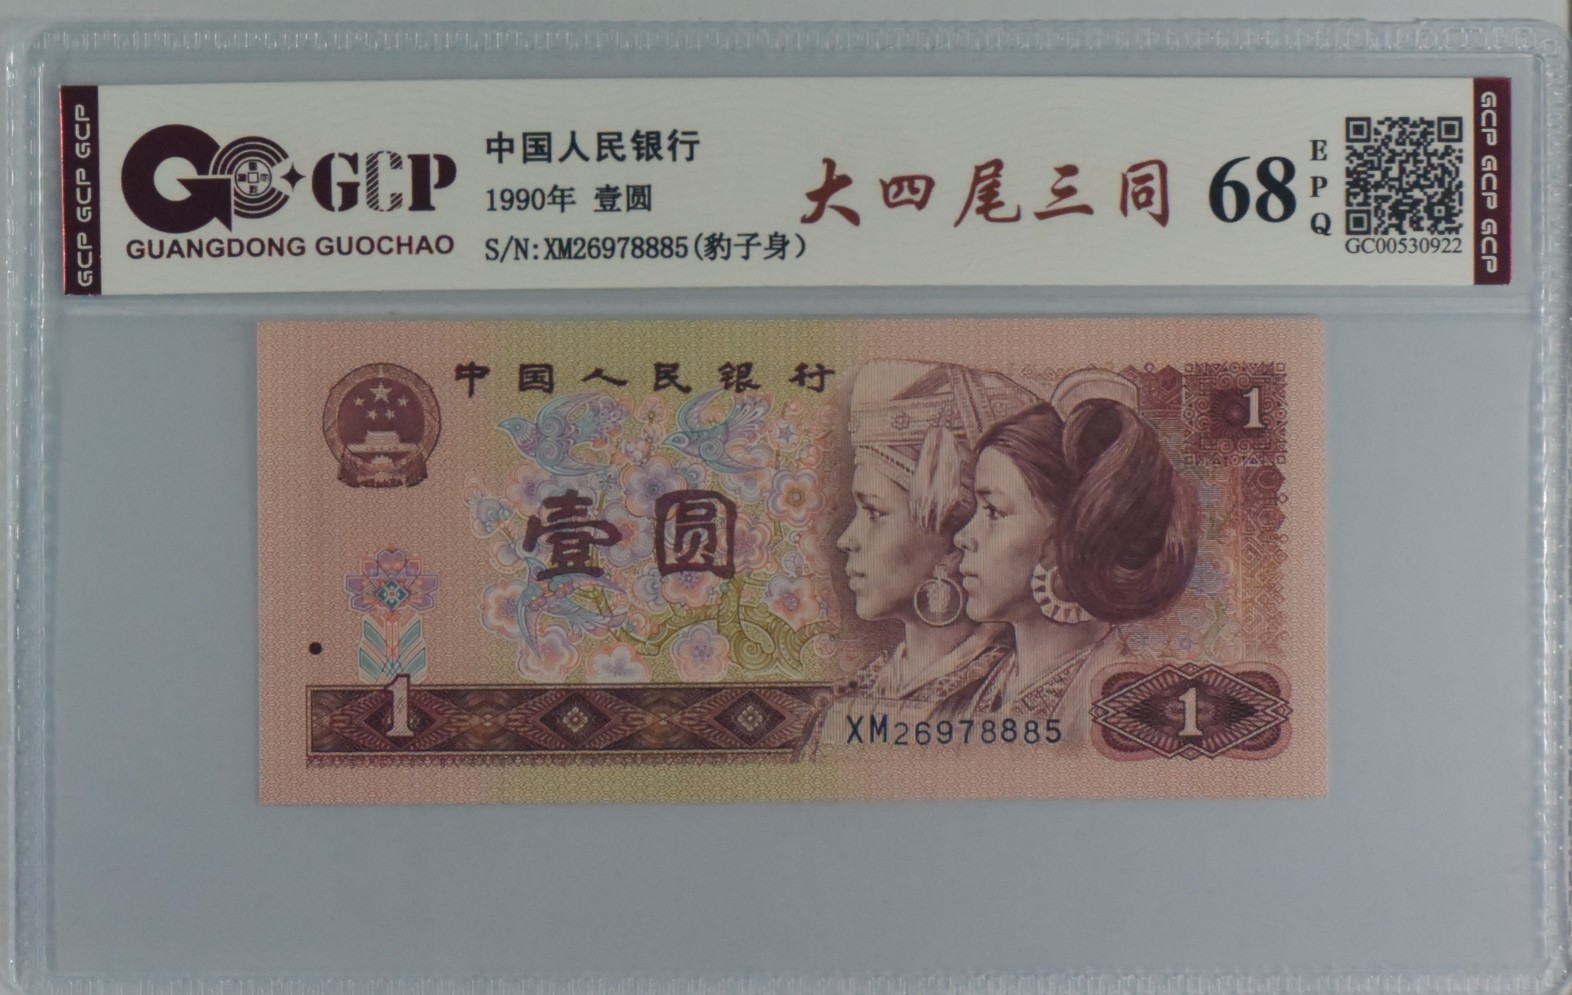 GCP GCP GCP
GCP
GUANGDONG GUOCHAO
中国人民银行
1990年 壹圆
S/N:XM26978885(豹子身)
大四尾三同
68
EPQ
GC00530922
GCP GCP GCP
中国人民银行
1
壹圆
1
XM26978885
1